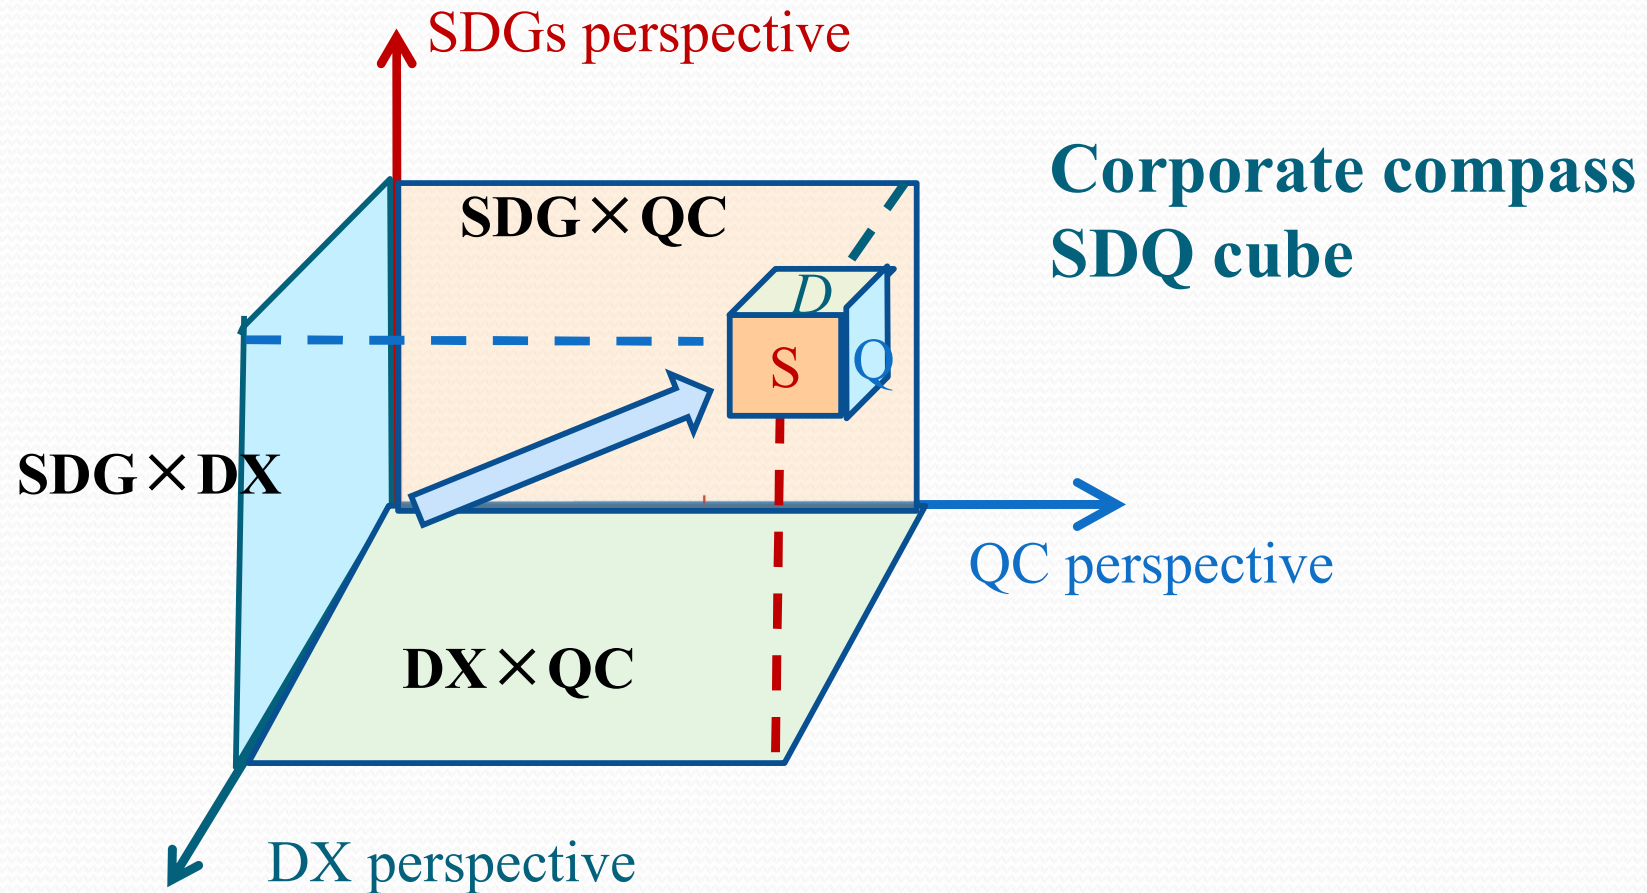 SDGs perspective
Corporate compass
SDQ cube
SDG×QC
D
S
Q
SDG×DX
QC perspective
DX×QC
DX perspective